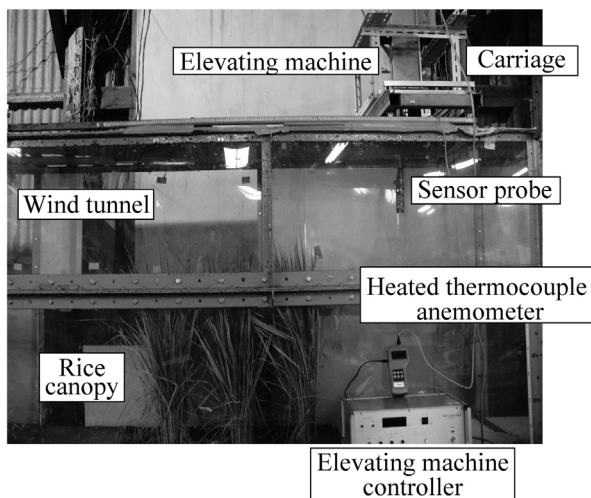 Elevating machine
Carriage
Wind tunnel
Sensor probe
Heated thermocouple
anemometer
Rice
canopy
Elevating machine
controller